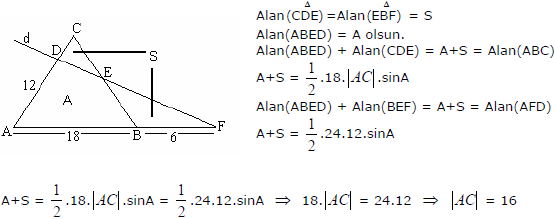 d
C
D
S
E
12
A
A
18
B
6
F
Alan(CDE) =Alan(EBF) = S
Alan(ABED) = A olsun.
Alan(ABED) + Alan(CDE) = A+S = Alan(ABC)
A+S = 1/2 .18.|AC|.sinA
Alan(ABED) + Alan(BEF) = A+S = Alan(AFD)
A+S = 1/2 .24.12.sinA
A+S = 1/2 .18.|AC|.sinA = 1/2 .24.12.sinA ⇒ 18.|AC| = 24.12 ⇒ |AC| = 16